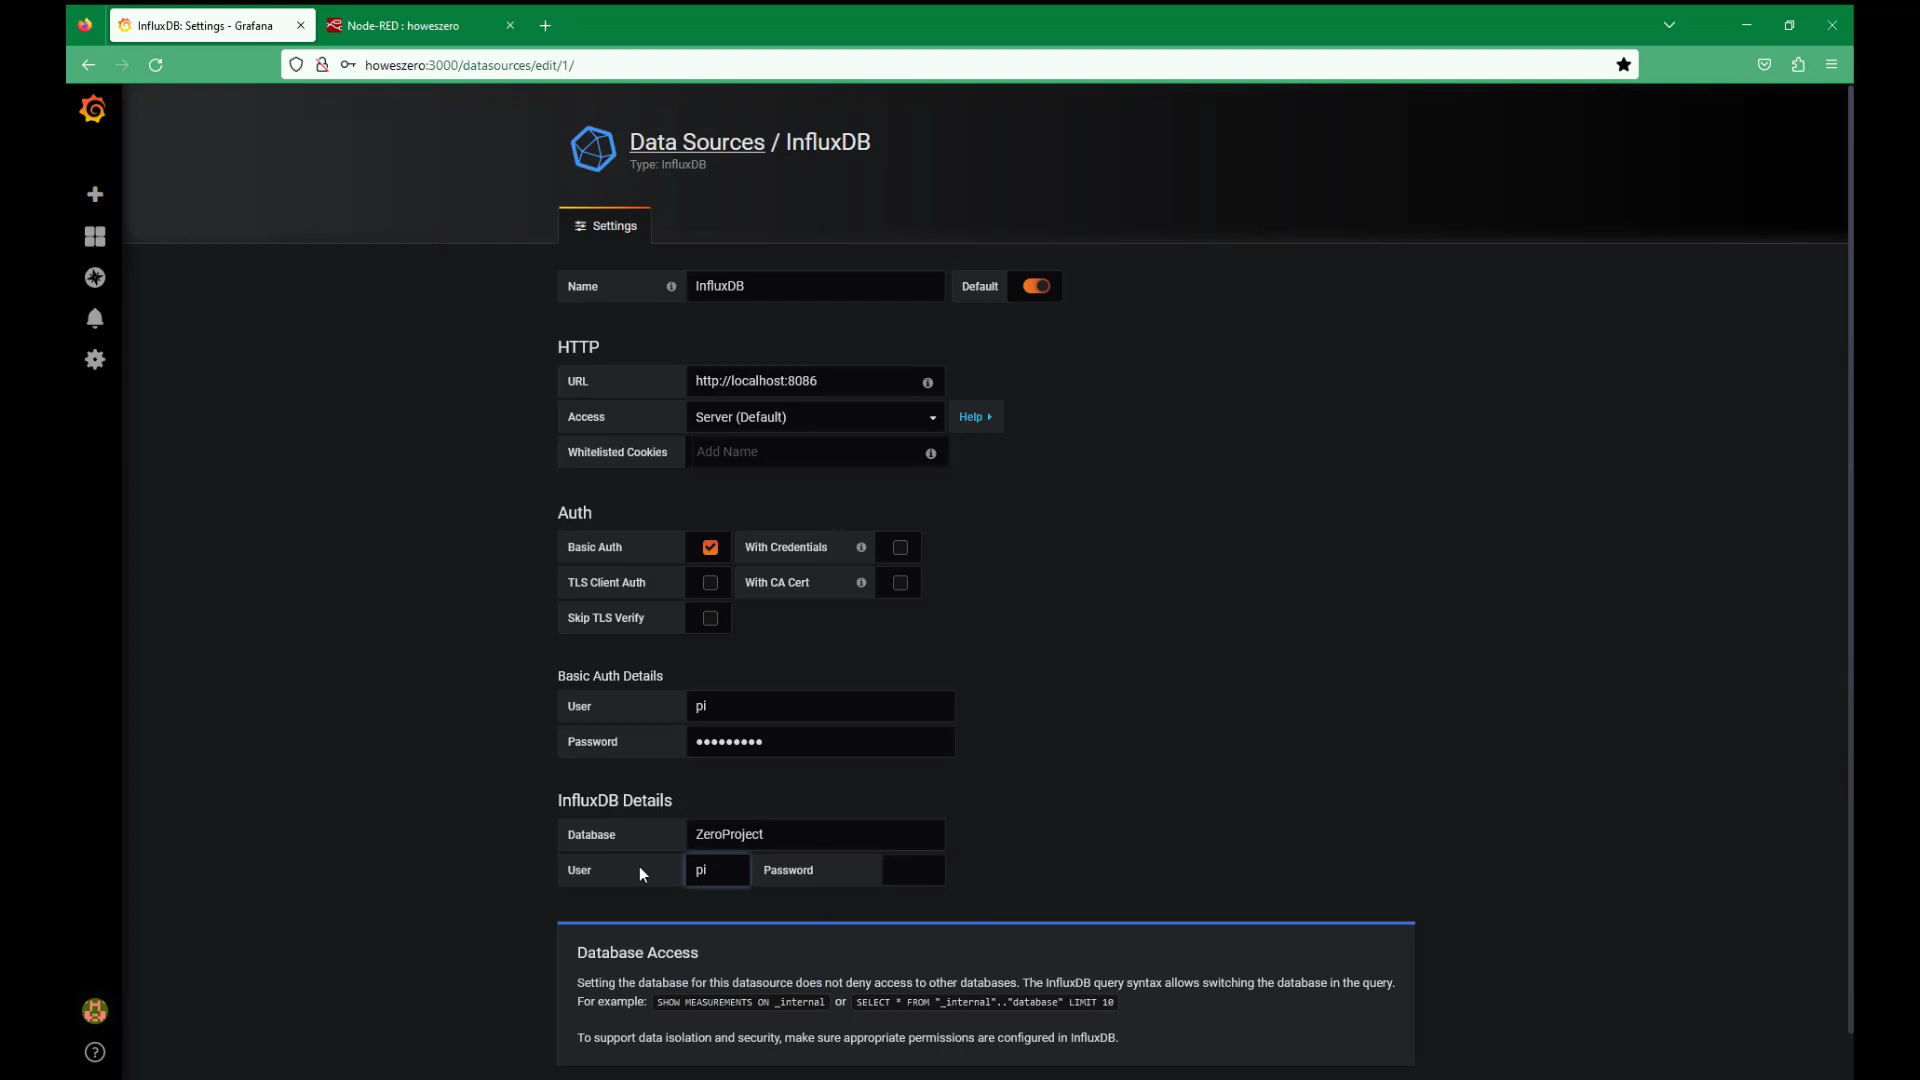 InfluxDB: Settings - Grafana
Node-RED : howeszero
howeszero:3000/datasources/edit/1/
Data Sources / InfluxDB
Type: InfluxDB
Settings
Name InfluxDB Default
HTTP
URL http://localhost:8086
Access Server (Default) Help
Whitelisted Cookies Add Name
Auth
Basic Auth With Credentials
TLS Client Auth With CA Cert
Skip TLS Verify
Basic Auth Details
User pi
Password •••••••••
InfluxDB Details
Database ZeroProject
User pi Password
Database Access
Setting the database for this datasource does not deny access to other databases. The InfluxDB query syntax allows switching the database in the query.
For example: SHOW MEASUREMENTS ON _internal or SELECT * FROM "_internal".."database" LIMIT 10
To support data isolation and security, make sure appropriate permissions are configured in InfluxDB.